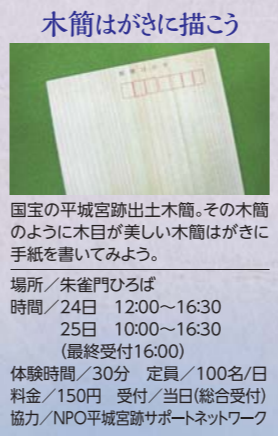 木簡はがきに描こう
郵便はがき
国宝の平城宮跡出土木簡。その木簡
のように木目が美しい木簡はがきに
手紙を書いてみよう。
場所／朱雀門ひろば
時間／24日　12:00～16:30
25日　10:00～16:30
(最終受付16:00)
体験時間／30分　定員／100名/日
料金／150円　受付／当日(総合受付)
協力／NPO平城宮跡サポートネットワーク